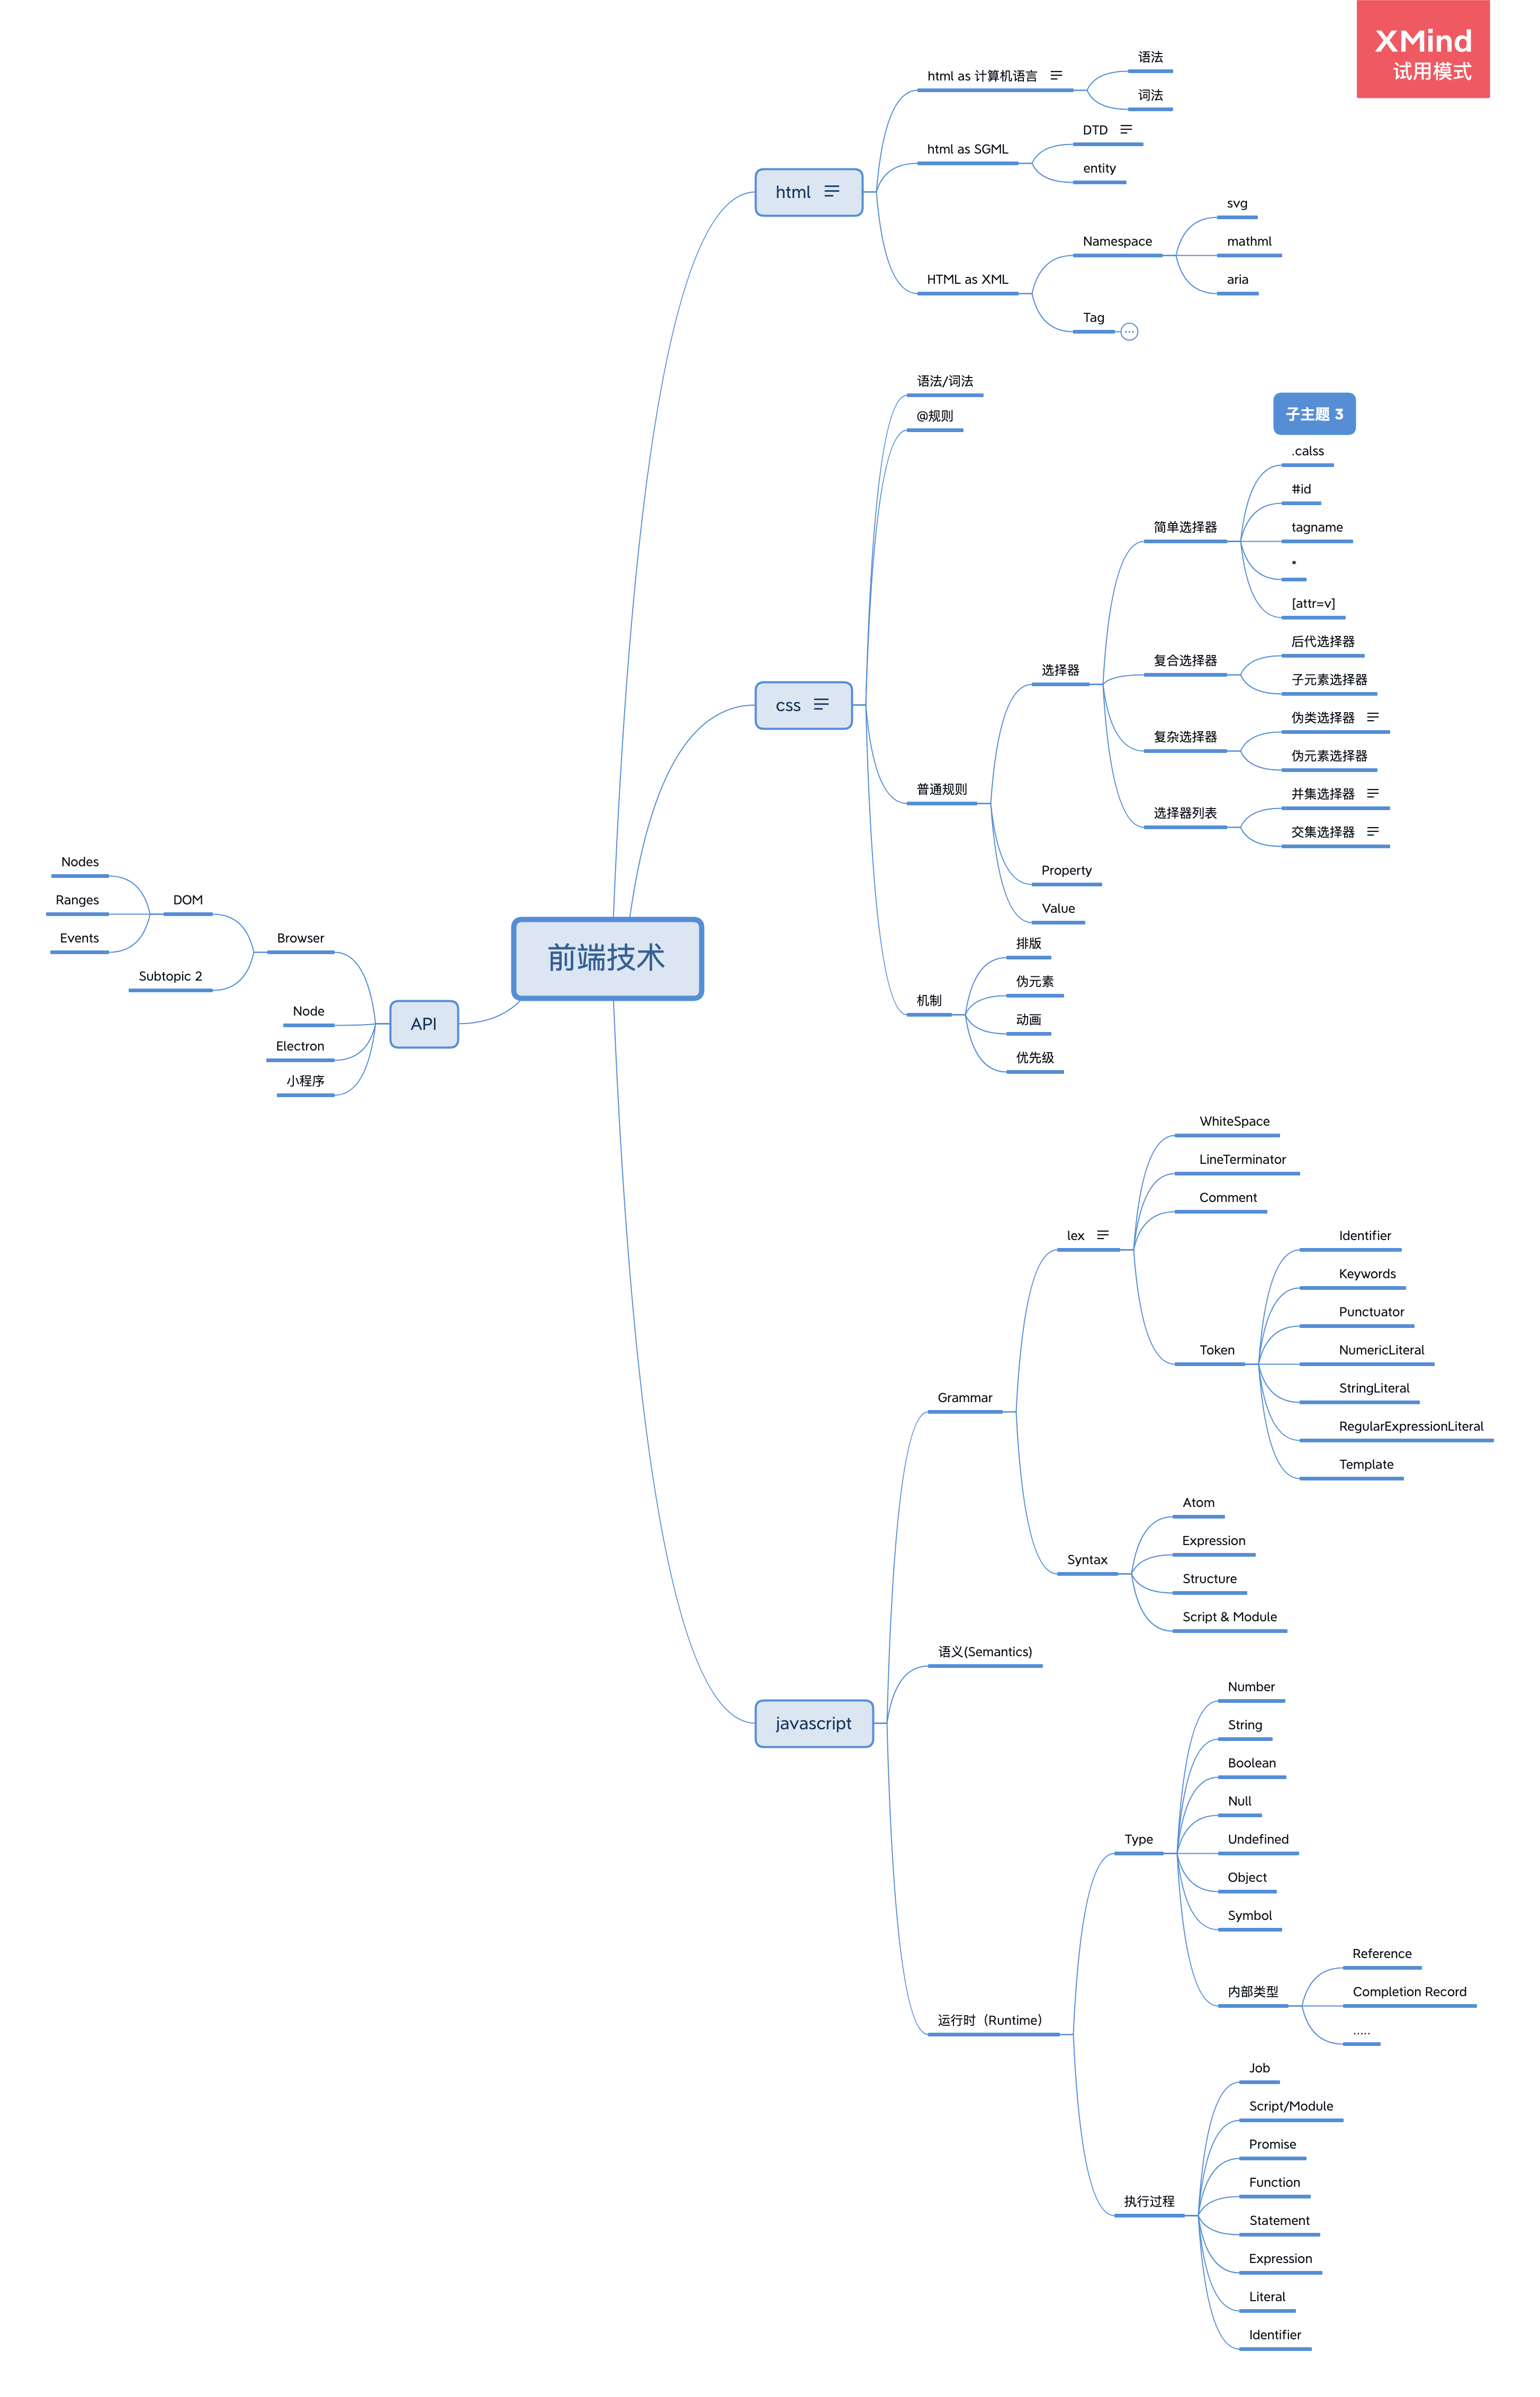 XMind
试用模式
html
html as 计算机语言
语法
词法
html as SGML
DTD
entity
HTML as XML
Namespace
svg
mathml
aria
Tag
css
语法/词法
@规则
普通规则
选择器
简单选择器
子主题 3
.calss
#id
tagname
*
[attr=v]
复合选择器
后代选择器
子元素选择器
复杂选择器
伪类选择器
伪元素选择器
选择器列表
并集选择器
交集选择器
Property
Value
机制
排版
伪元素
动画
优先级
前端技术
API
Browser
DOM
Nodes
Ranges
Events
Subtopic 2
Node
Electron
小程序
javascript
Grammar
lex
WhiteSpace
LineTerminator
Comment
Token
Identifier
Keywords
Punctuator
NumericLiteral
StringLiteral
RegularExpressionLiteral
Template
Syntax
Atom
Expression
Structure
Script & Module
语义(Semantics)
运行时（Runtime）
Type
Number
String
Boolean
Null
Undefined
Object
Symbol
内部类型
Reference
Completion Record
.....
执行过程
Job
Script/Module
Promise
Function
Statement
Expression
Literal
Identifier